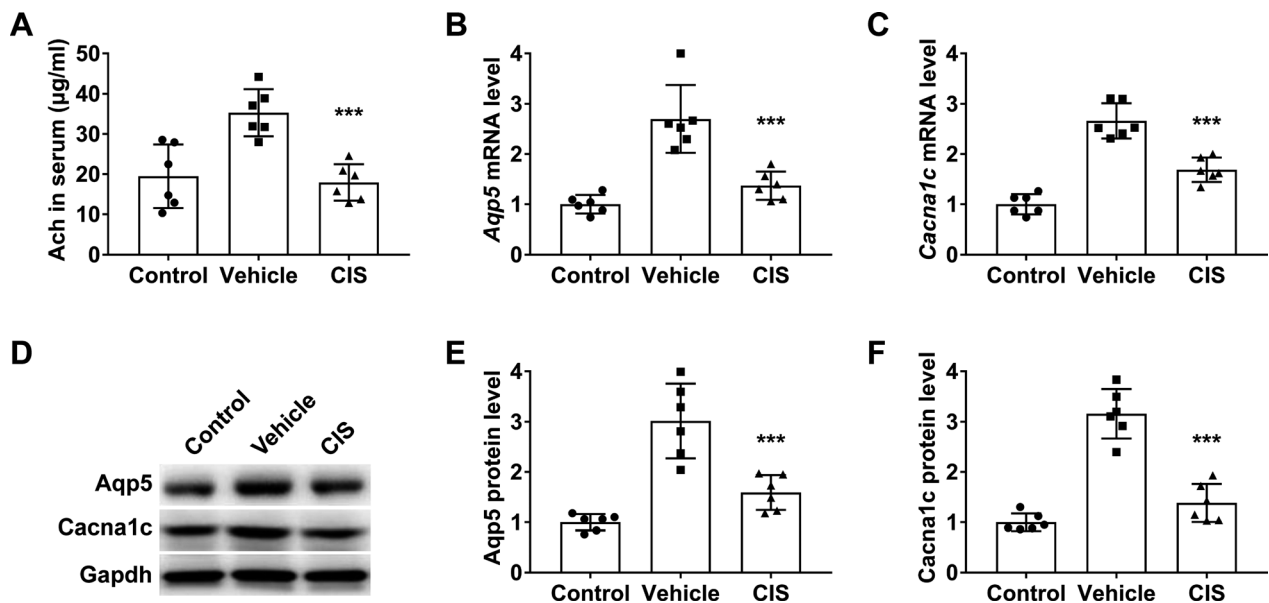 A
Ach in serum (μg/ml)
50
40
30
20
10
0
***
Control Vehicle CIS
B
Aqp5 mRNA level
4
3
2
1
0
***
Control Vehicle CIS
C
Cacna1c mRNA level
4
3
2
1
0
***
Control Vehicle CIS
D
Control
Vehicle
CIS
Aqp5
Cacna1c
Gapdh
E
Aqp5 protein level
4
3
2
1
0
***
Control Vehicle CIS
F
Cacna1c protein level
4
3
2
1
0
***
Control Vehicle CIS